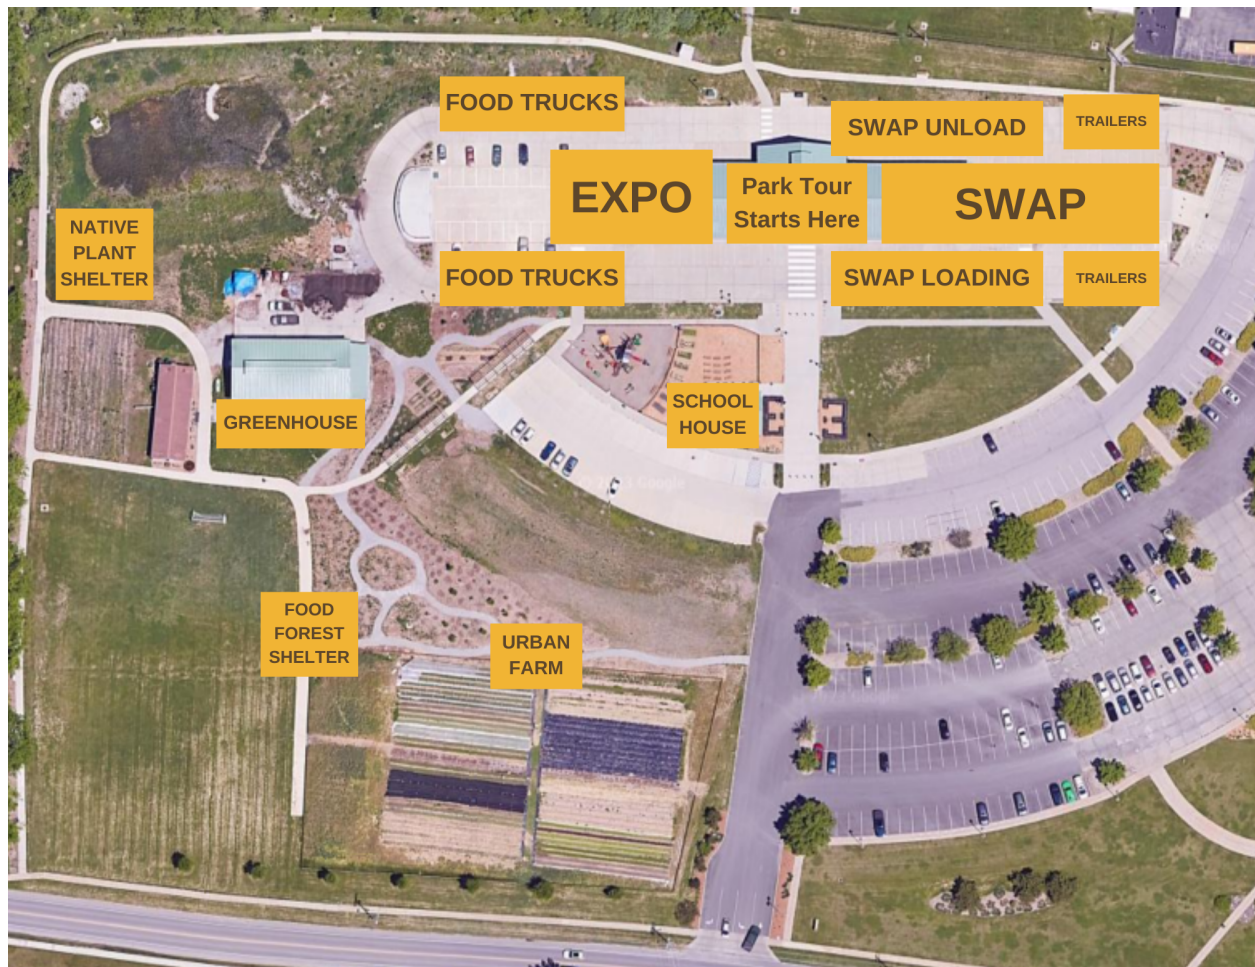 FOOD TRUCKS
SWAP UNLOAD
TRAILERS
EXPO
Park Tour
Starts Here
SWAP
NATIVE
PLANT
SHELTER
FOOD TRUCKS
SWAP LOADING
TRAILERS
GREENHOUSE
SCHOOL
HOUSE
FOOD
FOREST
SHELTER
URBAN
FARM